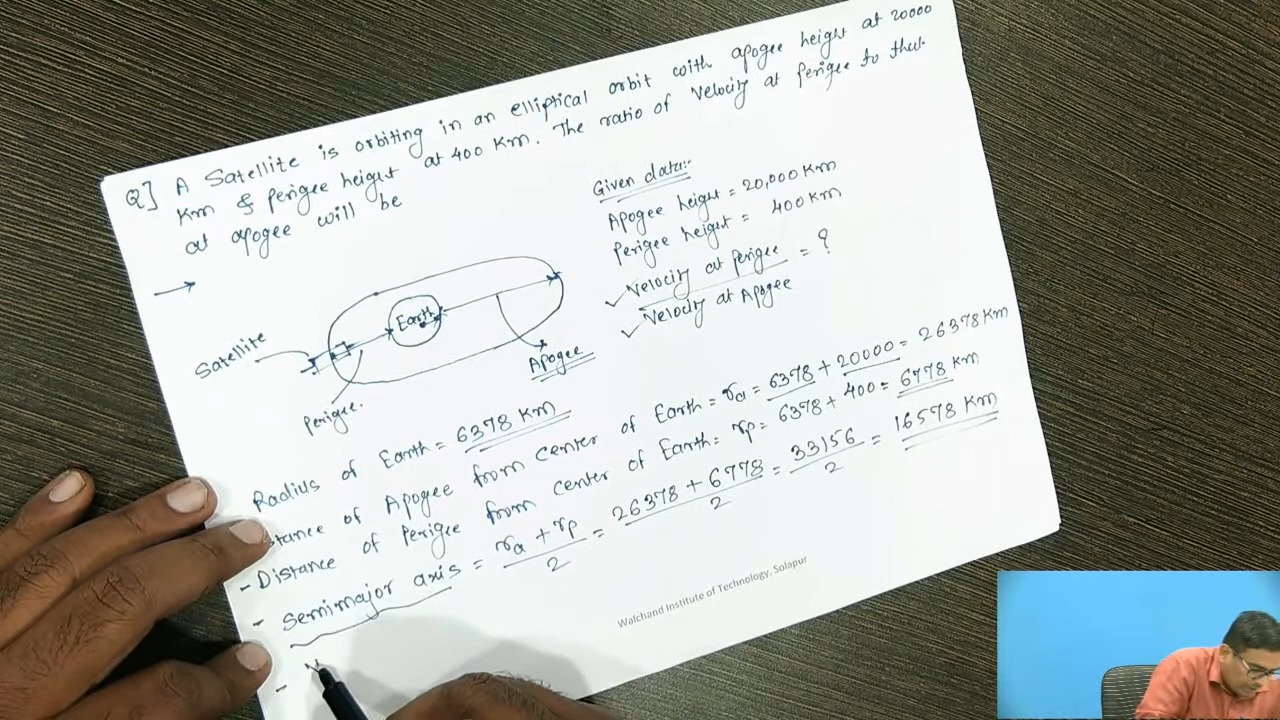 Q] A Satellite is orbiting in an elliptical orbit with apogee height at 20000
Km & Perigee height at 400 Km. The ratio of Velocity at Perigee to that
at apogee will be
Given data:-
Apogee height = 20,000 Km
Perigee height = 400 Km
Velocity at Perigee = ?
Velocity at Apogee
Earth
Satellite
Apogee
Perigee.
Radius of Earth = 6378 Km
Distance of Apogee from center of Earth = ra = 6378 + 20000 = 26378 Km
- Distance of Perigee from center of Earth = rp = 6378 + 400 = 6778 Km
- Semimajor axis = ra + rp / 2 = 26378 + 6778 / 2 = 33156 / 2 = 16578 Km
-
Walchand Institute of Technology, Solapur